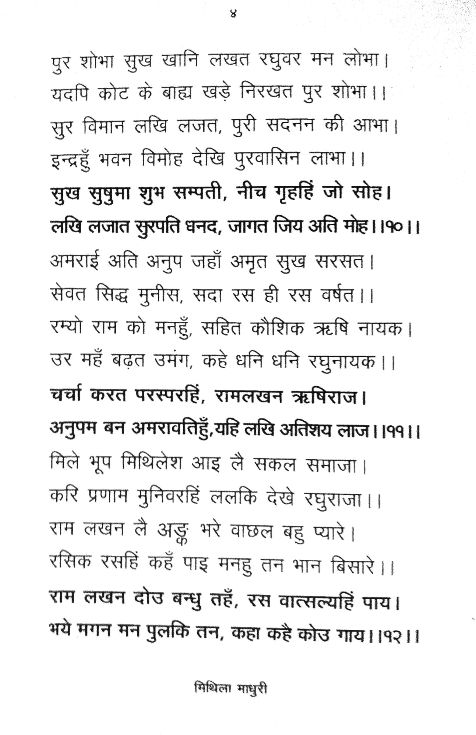 ४
पुर शोभा सुख खानि लखत रघुवर मन लोभा।
यदपि कोट के बाह्य खड़े निरखत पुर शोभा।।
सुर विमान लखि लजत, पुरी सदनन की आभा।
इन्द्रहुँ भवन विमोह देखि पुरवासिन लाभा।।
सुख सुषुमा शुभ सम्पती, नीच गृहहिं जो सोह।
लखि लजात सुरपति धनद, जागत जिय अति मोह।।१०।।
अमराई अति अनुप जहाँ अमृत सुख सरसत।
सेवत सिद्ध मुनीस, सदा रस ही रस वर्षत।।
रम्यो राम को मनहुँ, सहित कौशिक ऋषि नायक।
उर महँ बढ़त उमंग, कहे धनि धनि रघुनायक।।
चर्चा करत परस्परहिं, रामलखन ऋषिराज।
अनुपम बन अमरावतिहुँ,यहि लखि अतिशय लाज।।११।।
मिले भूप मिथिलेश आइ लै सकल समाजा।
करि प्रणाम मुनिवरहिं ललकि देखे रघुराजा।।
राम लखन लै अङ्क भरे वाछल बहु प्यारे।
रसिक रसहिं कहँ पाइ मनहु तन भान बिसारे।।
राम लखन दोउ बन्धु तहँ, रस वात्सल्यहिं पाय।
भये मगन मन पुलकि तन, कहा कहै कोउ गाय।।१२।।
मिथिला माधुरी